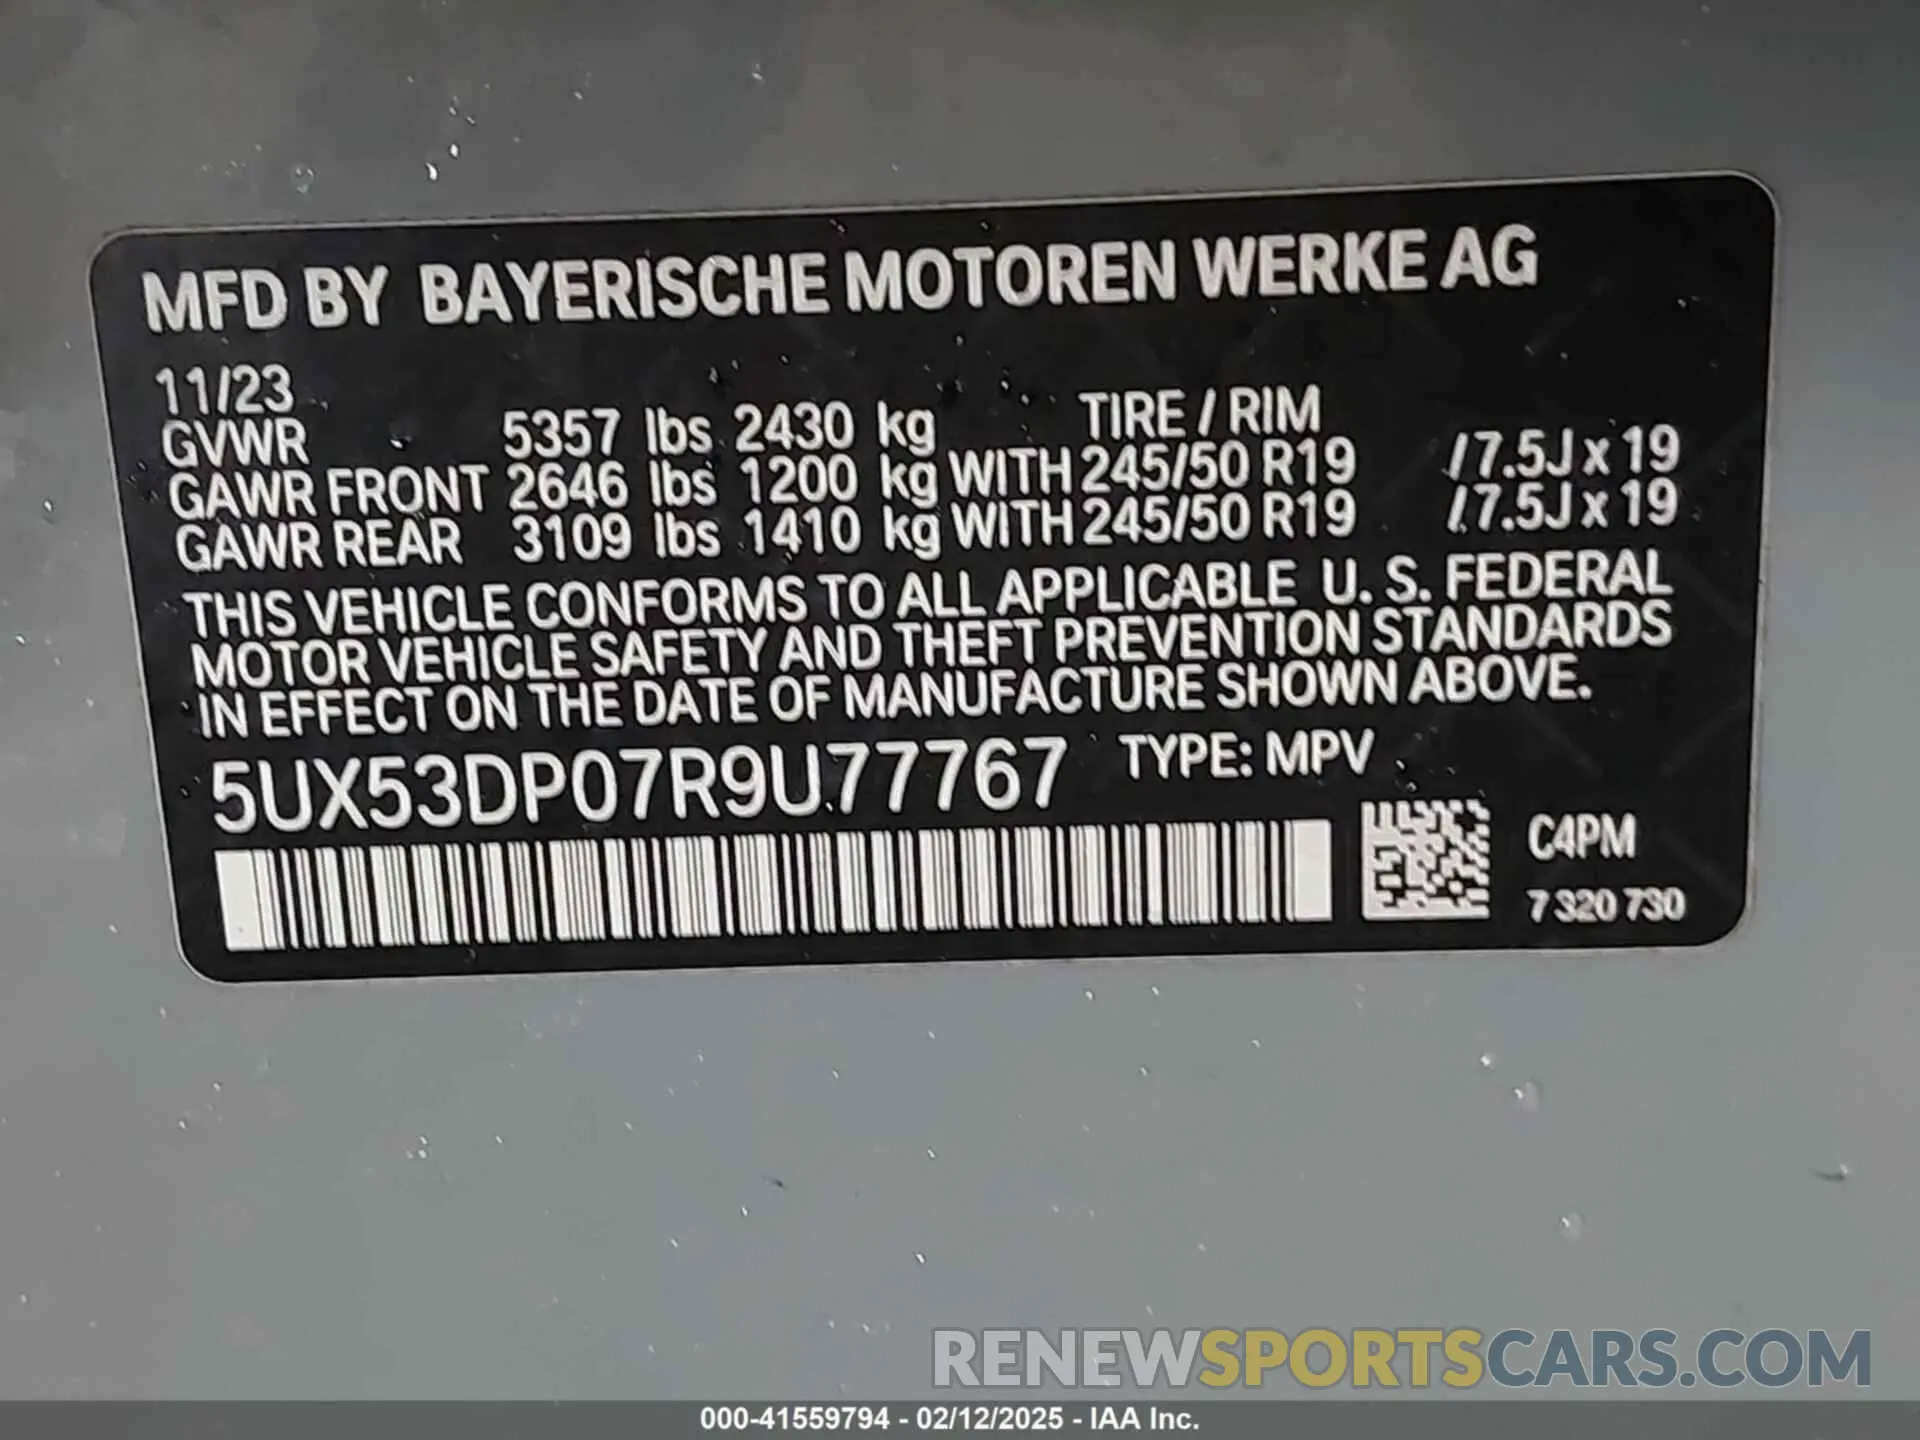 MFD BY BAYERISCHE MOTOREN WERKE AG
11/23 TIRE / RIM
GVWR 5357 lbs 2430 kg
GAWR FRONT 2646 lbs 1200 kg WITH 245/50 R19 /7.5J x 19
GAWR REAR 3109 lbs 1410 kg WITH 245/50 R19 /7.5J x 19
THIS VEHICLE CONFORMS TO ALL APPLICABLE U. S. FEDERAL
MOTOR VEHICLE SAFETY AND THEFT PREVENTION STANDARDS
IN EFFECT ON THE DATE OF MANUFACTURE SHOWN ABOVE.
5UX53DP07R9U77767 TYPE: MPV
C4PM
7 320 730
RENEWSPORTSCARS.COM
000-41559794 - 02/12/2025 - IAA Inc.